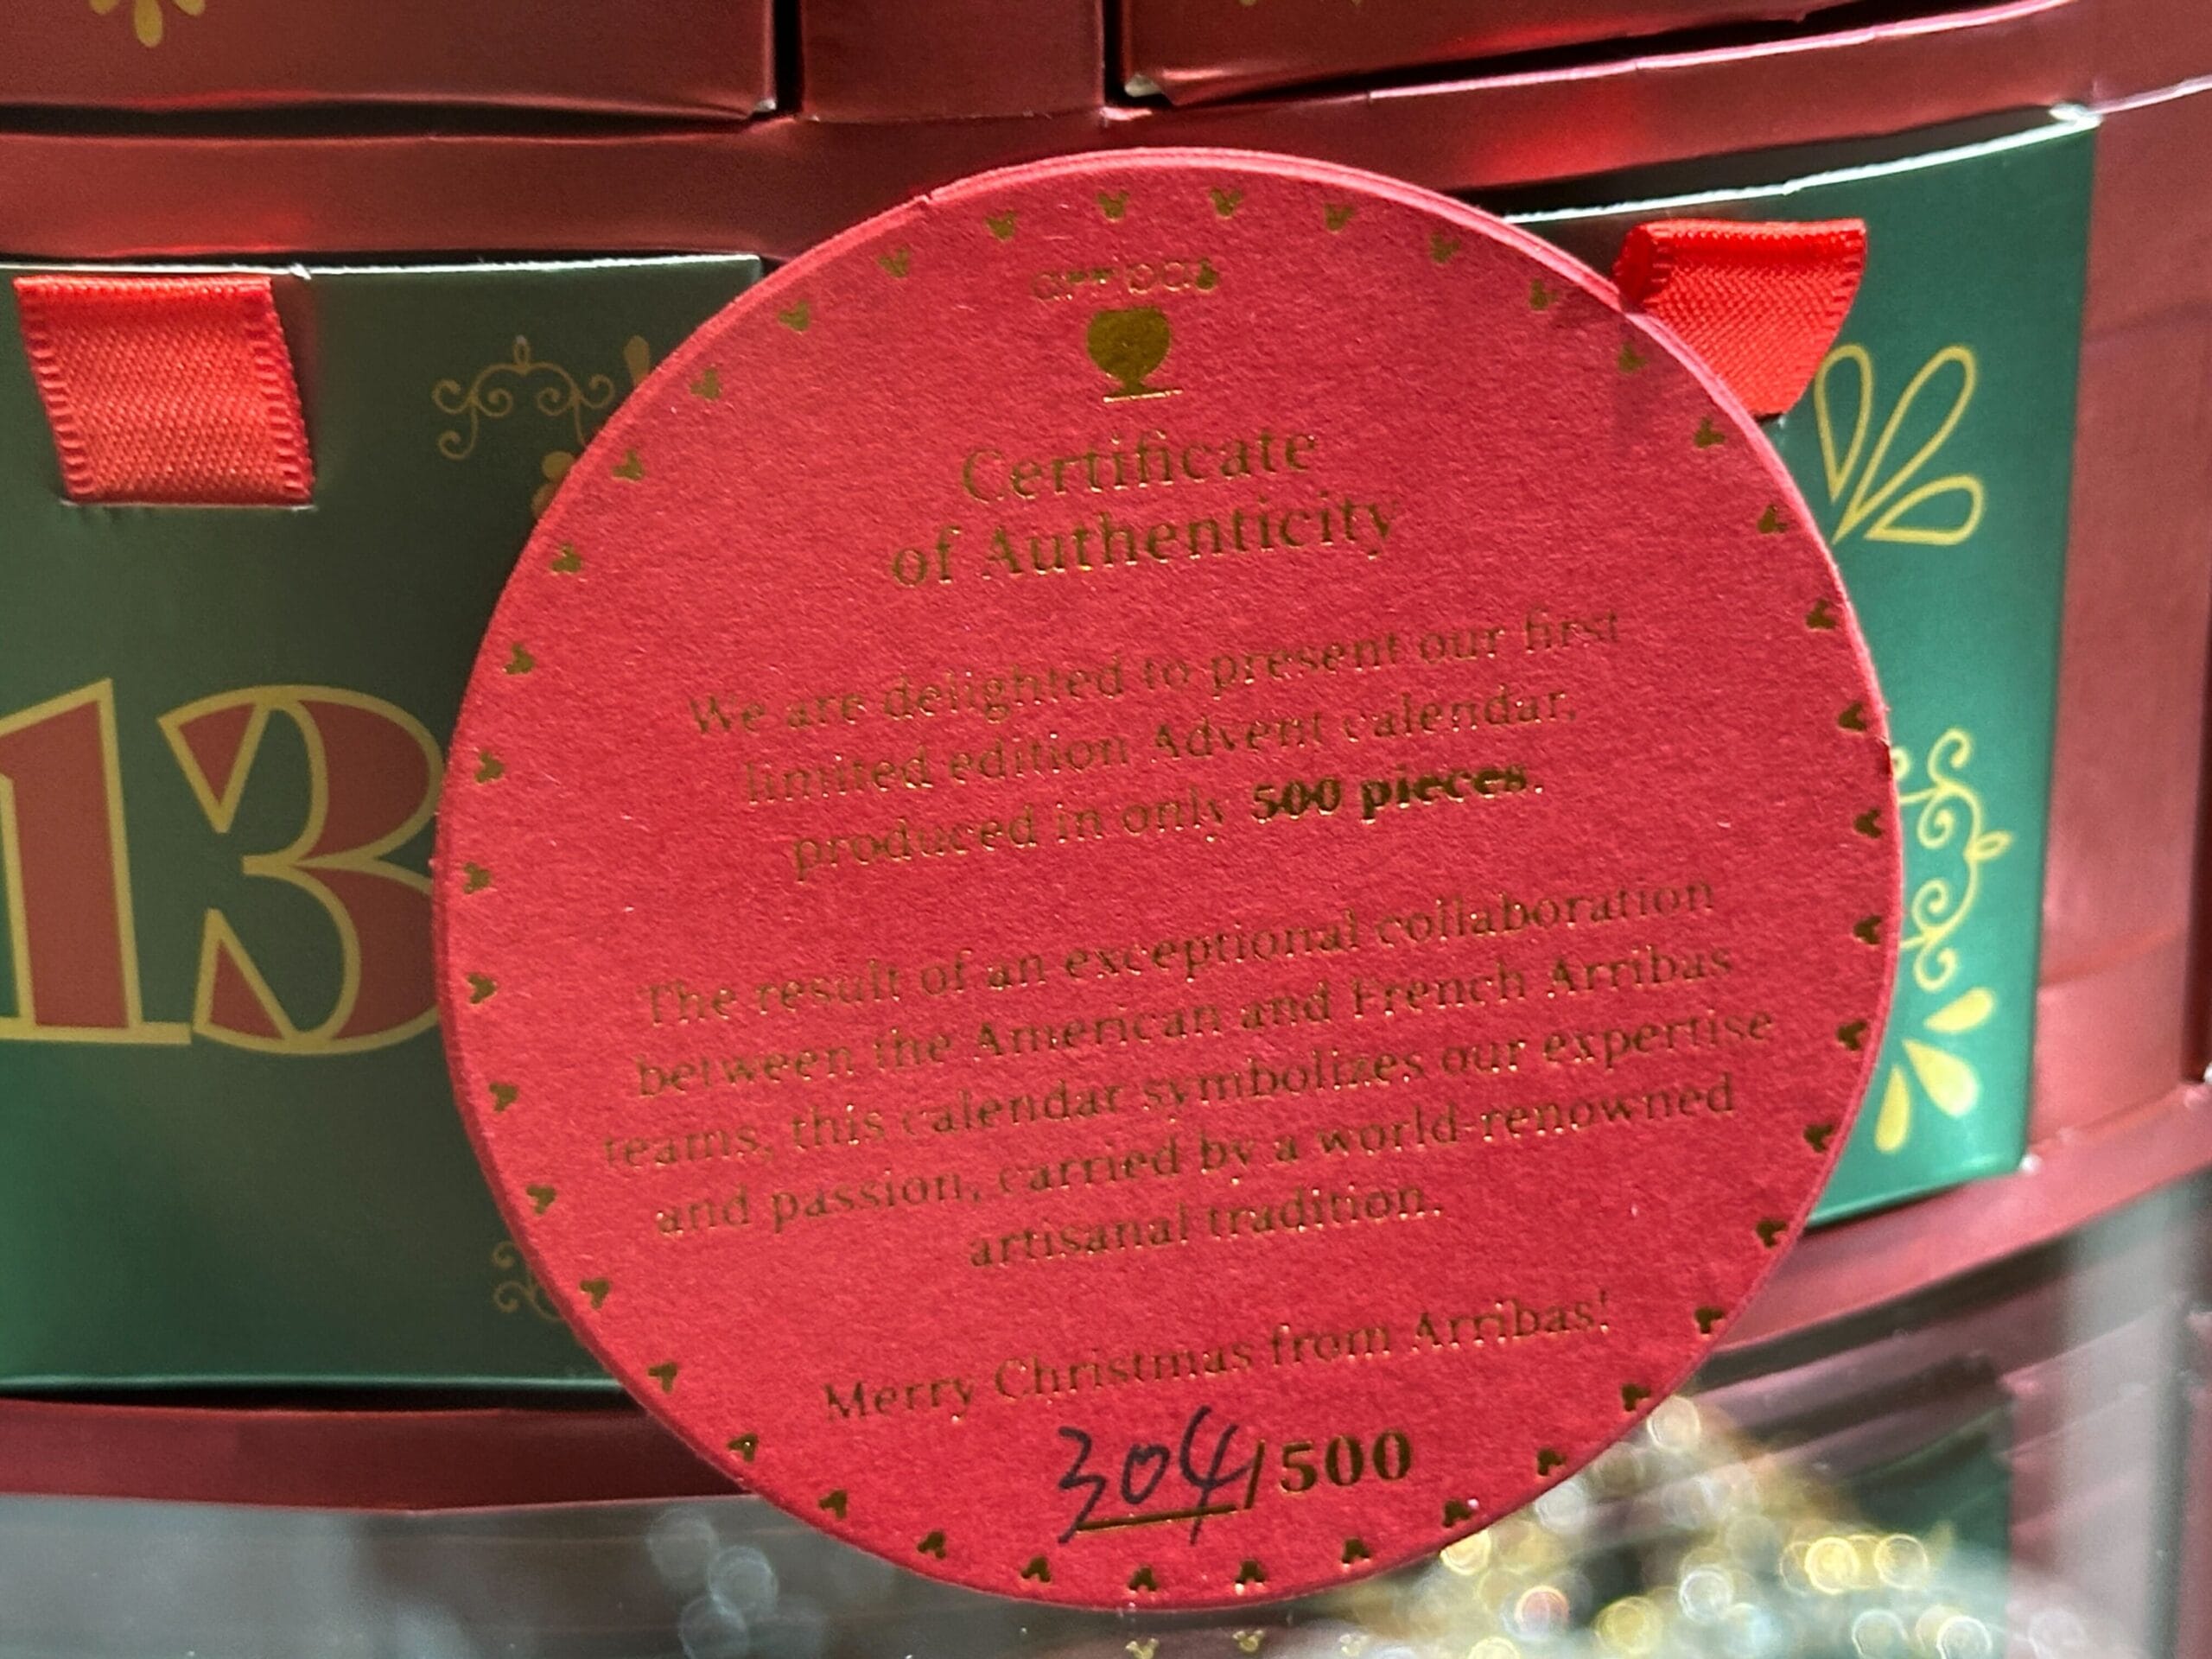 arribas
Certificate
of Authenticity
We are delighted to present our first
limited edition Advent calendar,
produced in only 500 pieces.
The result of an exceptional collaboration
between the American and French Arribas
teams, this calendar symbolizes our expertise
and passion, carried by a world-renowned
artisanal tradition.
Merry Christmas from Arribas!
304/500
13